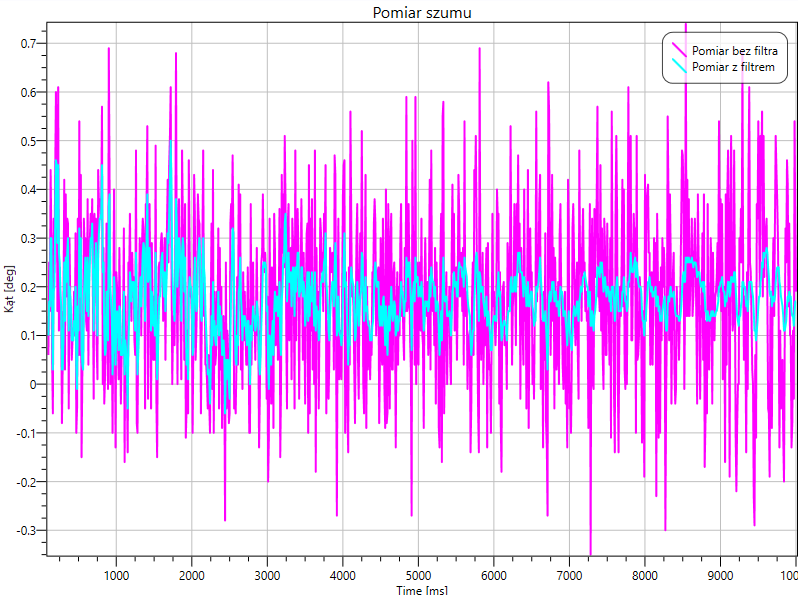 Pomiar szumu
Pomiar bez filtra
Pomiar z filtrem
Kąt [deg]
0.7
0.6
0.5
0.4
0.3
0.2
0.1
0
-0.1
-0.2
-0.3
1000 2000 3000 4000 5000 6000 7000 8000 9000 1000
Time [ms]